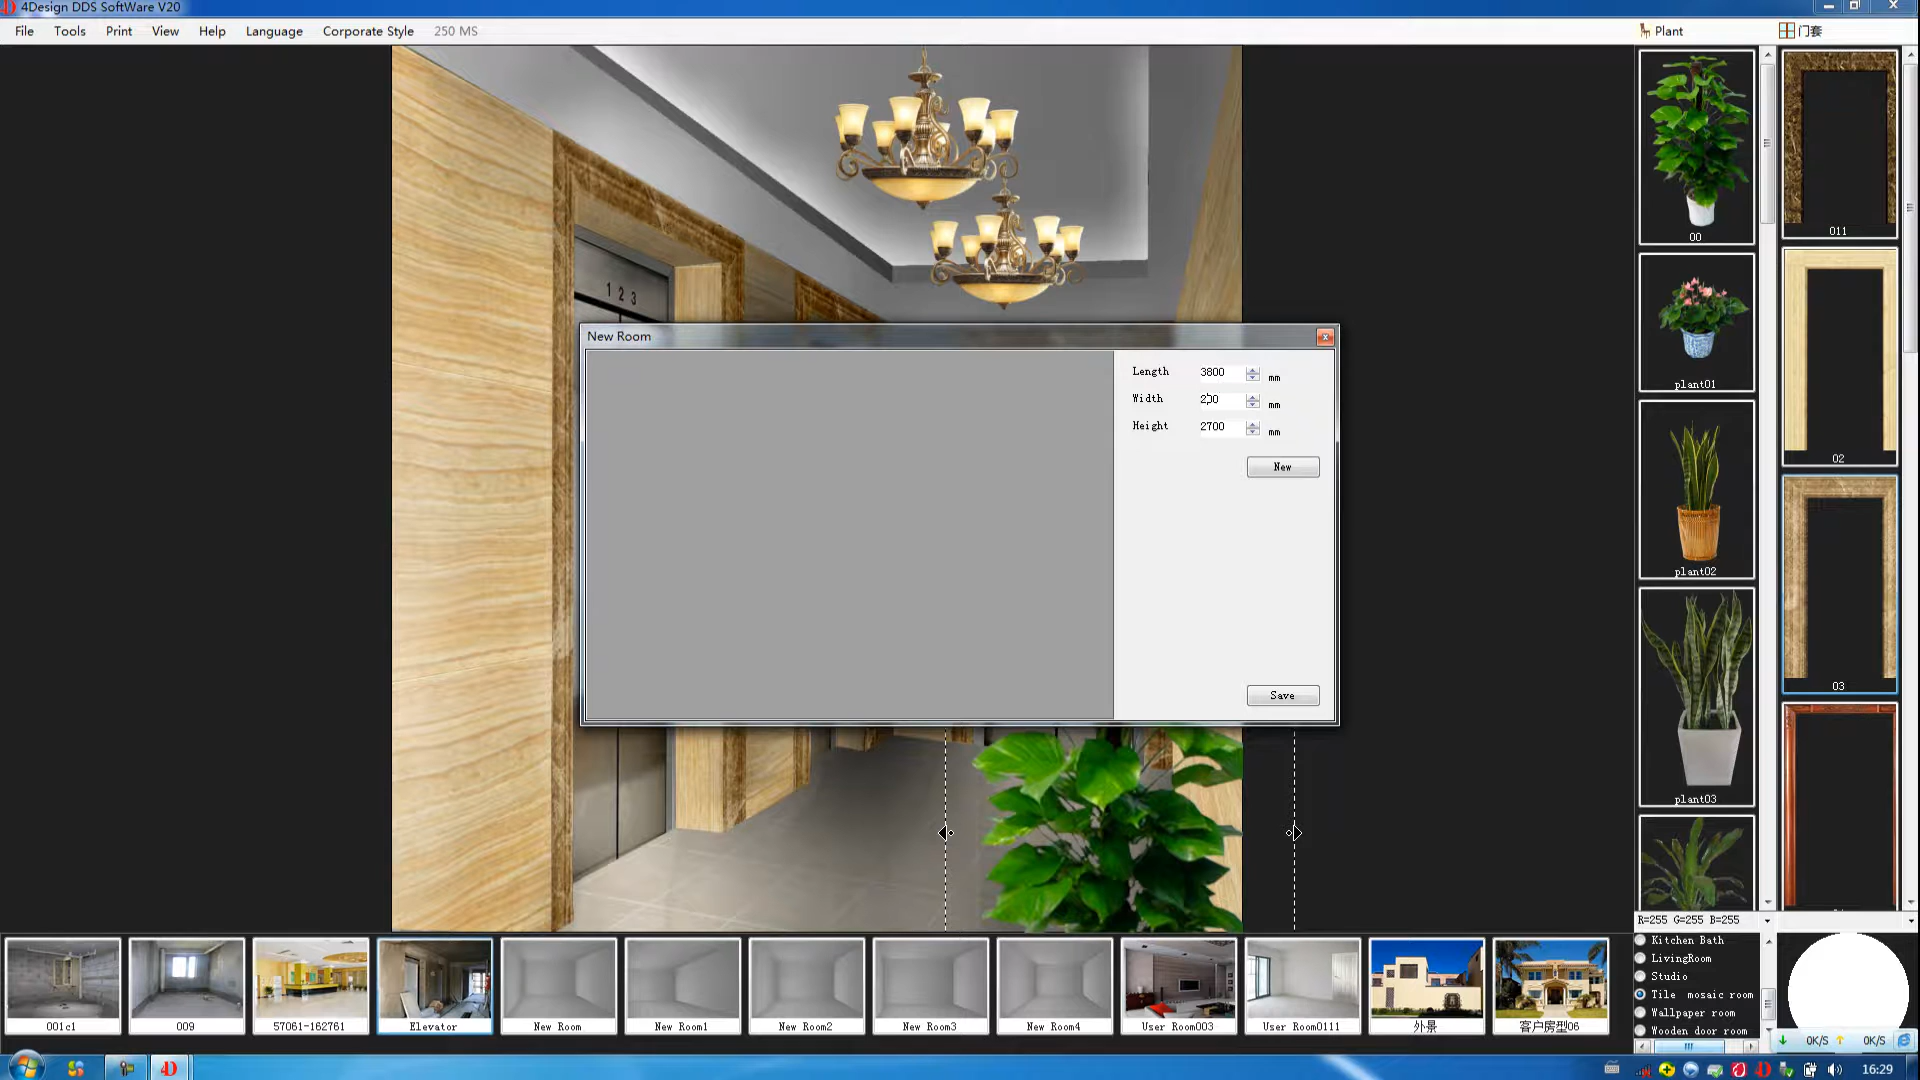 4Design DDS SoftWare V20
File Tools Print View Help Language Corporate Style 250 MS
Plant
门套
1 2 3
New Room
Length 3800 mm
Width 200 mm
Height 2700 mm
New
Save
00
plant01
plant02
plant03
011
02
03
R=255 G=255 B=255
Kitchen Bath
LivingRoom
Studio
Tile mosaic room
Wallpaper room
Wooden door room
001c1
009
57061-162761
Elevator
New Room
New Room1
New Room2
New Room3
New Room4
User Room003
User Room0111
外景
客户房型06
0K/S 0K/S
16:29